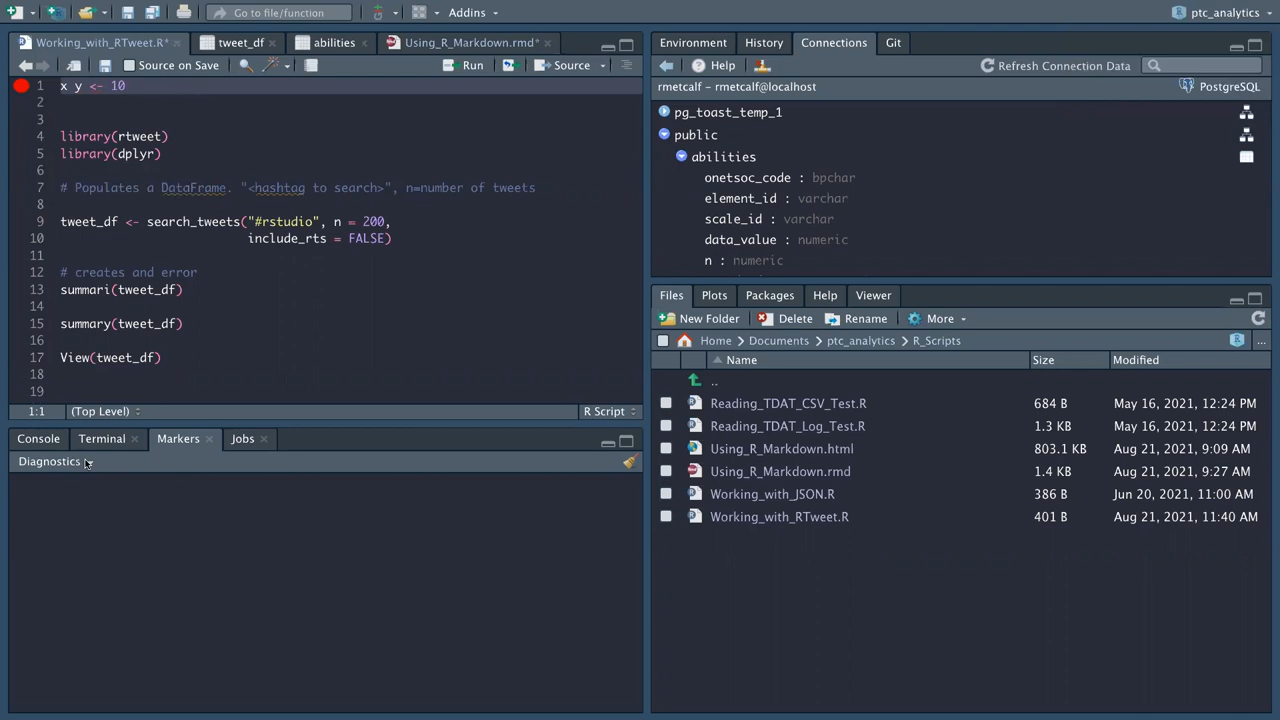 Go to file/function
Addins
ptc_analytics
Working_with_RTweet.R*
tweet_df
abilities
Using_R_Markdown.rmd*
Source on Save
Run
Source
1 x y <- 10
2
3
4 library(rtweet)
5 library(dplyr)
6
7 # Populates a DataFrame. "<hashtag to search>", n=number of tweets
8
9 tweet_df <- search_tweets("#rstudio", n = 200,
10 include_rts = FALSE)
11
12 # creates and error
13 summari(tweet_df)
14
15 summary(tweet_df)
16
17 View(tweet_df)
18
19
1:1 (Top Level) R Script
Console Terminal Markers Jobs
Diagnostics
Environment History Connections Git
Help Refresh Connection Data
rmetcalf - rmetcalf@localhost PostgreSQL
pg_toast_temp_1
public
abilities
onetsoc_code : bpchar
element_id : varchar
scale_id : varchar
data_value : numeric
n : numeric
Files Plots Packages Help Viewer
New Folder Delete Rename More
Home Documents ptc_analytics R_Scripts ...
Name Size Modified
..
Reading_TDAT_CSV_Test.R 684 B May 16, 2021, 12:24 PM
Reading_TDAT_Log_Test.R 1.3 KB May 16, 2021, 12:24 PM
Using_R_Markdown.html 803.1 KB Aug 21, 2021, 9:09 AM
Using_R_Markdown.rmd 1.4 KB Aug 21, 2021, 9:27 AM
Working_with_JSON.R 386 B Jun 20, 2021, 11:00 AM
Working_with_RTweet.R 401 B Aug 21, 2021, 11:40 AM